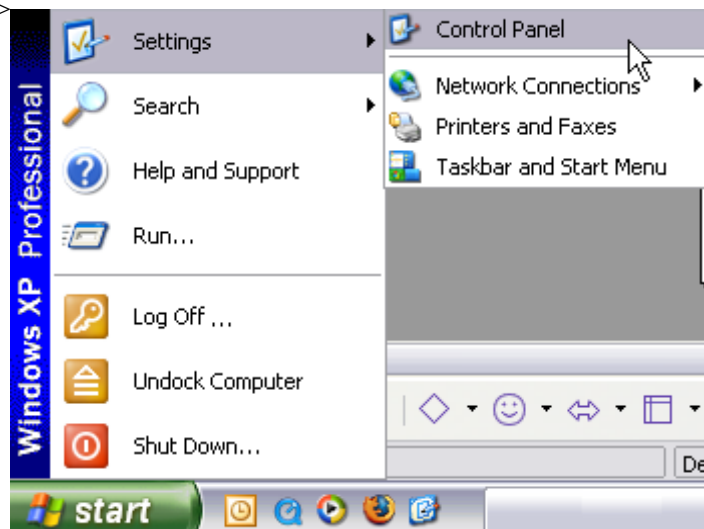 >
Windows XP Professional
Settings
Search
Help and Support
Run...
Log Off ...
Undock Computer
Shut Down...
Control Panel
Network Connections
Printers and Faxes
Taskbar and Start Menu
start